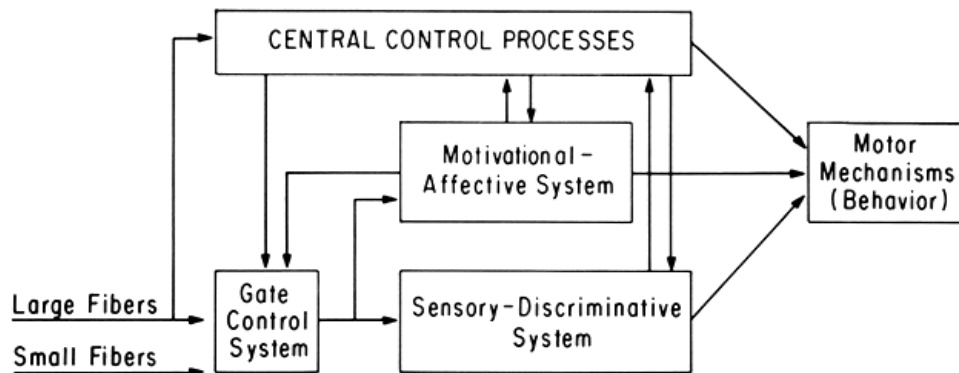 CENTRAL CONTROL PROCESSES
Motivational-
Affective System
Motor
Mechanisms
(Behavior)
Large Fibers
Small Fibers
Gate
Control
System
Sensory-Discriminative
System